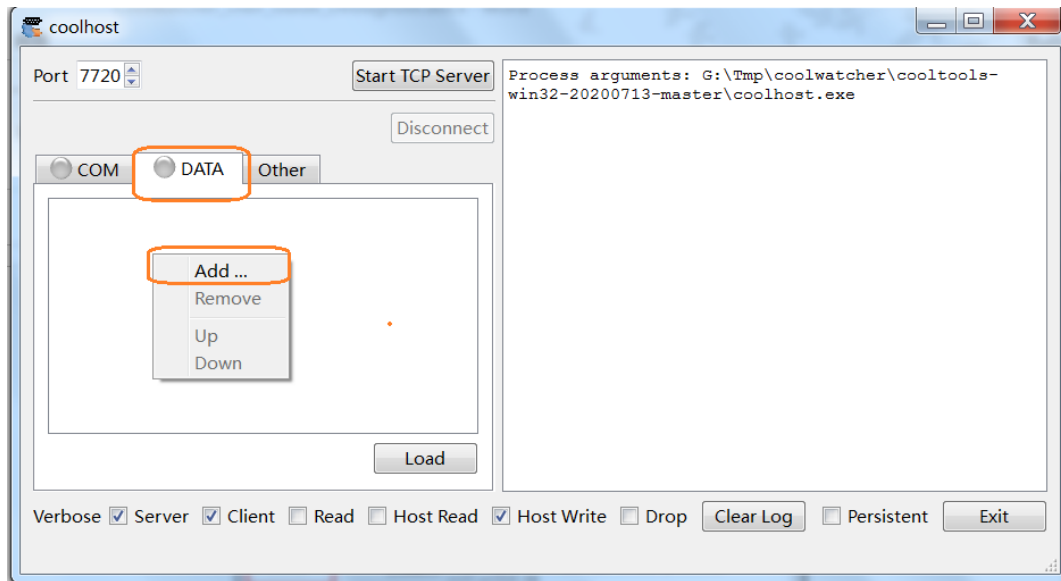 coolhost
Port 7720 Start TCP Server
Disconnect
COM DATA Other
Add ...
Remove
Up
Down
Load
Process arguments: G:\Tmp\coolwatcher\cooltools-
win32-20200713-master\coolhost.exe
Verbose Server Client Read Host Read Host Write Drop Clear Log Persistent Exit